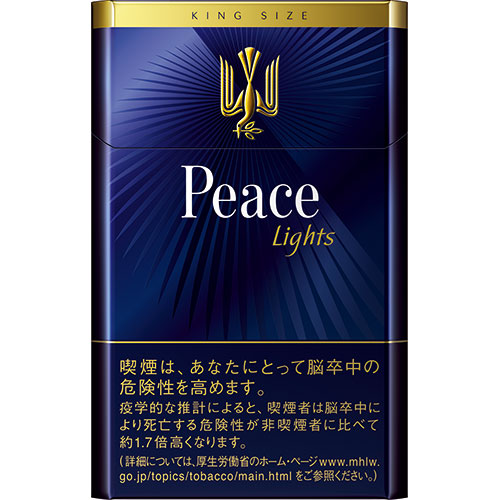 KING SIZE
Peace
Lights
喫煙は、あなたにとって脳卒中の
危険性を高めます。
疫学的な推計によると、喫煙者は脳卒中に
より死亡する危険性が非喫煙者に比べて
約1.7倍高くなります。
(詳細については、厚生労働省のホーム・ページwww.mhlw.
go.jp/topics/tobacco/main.htmlをご参照ください。)